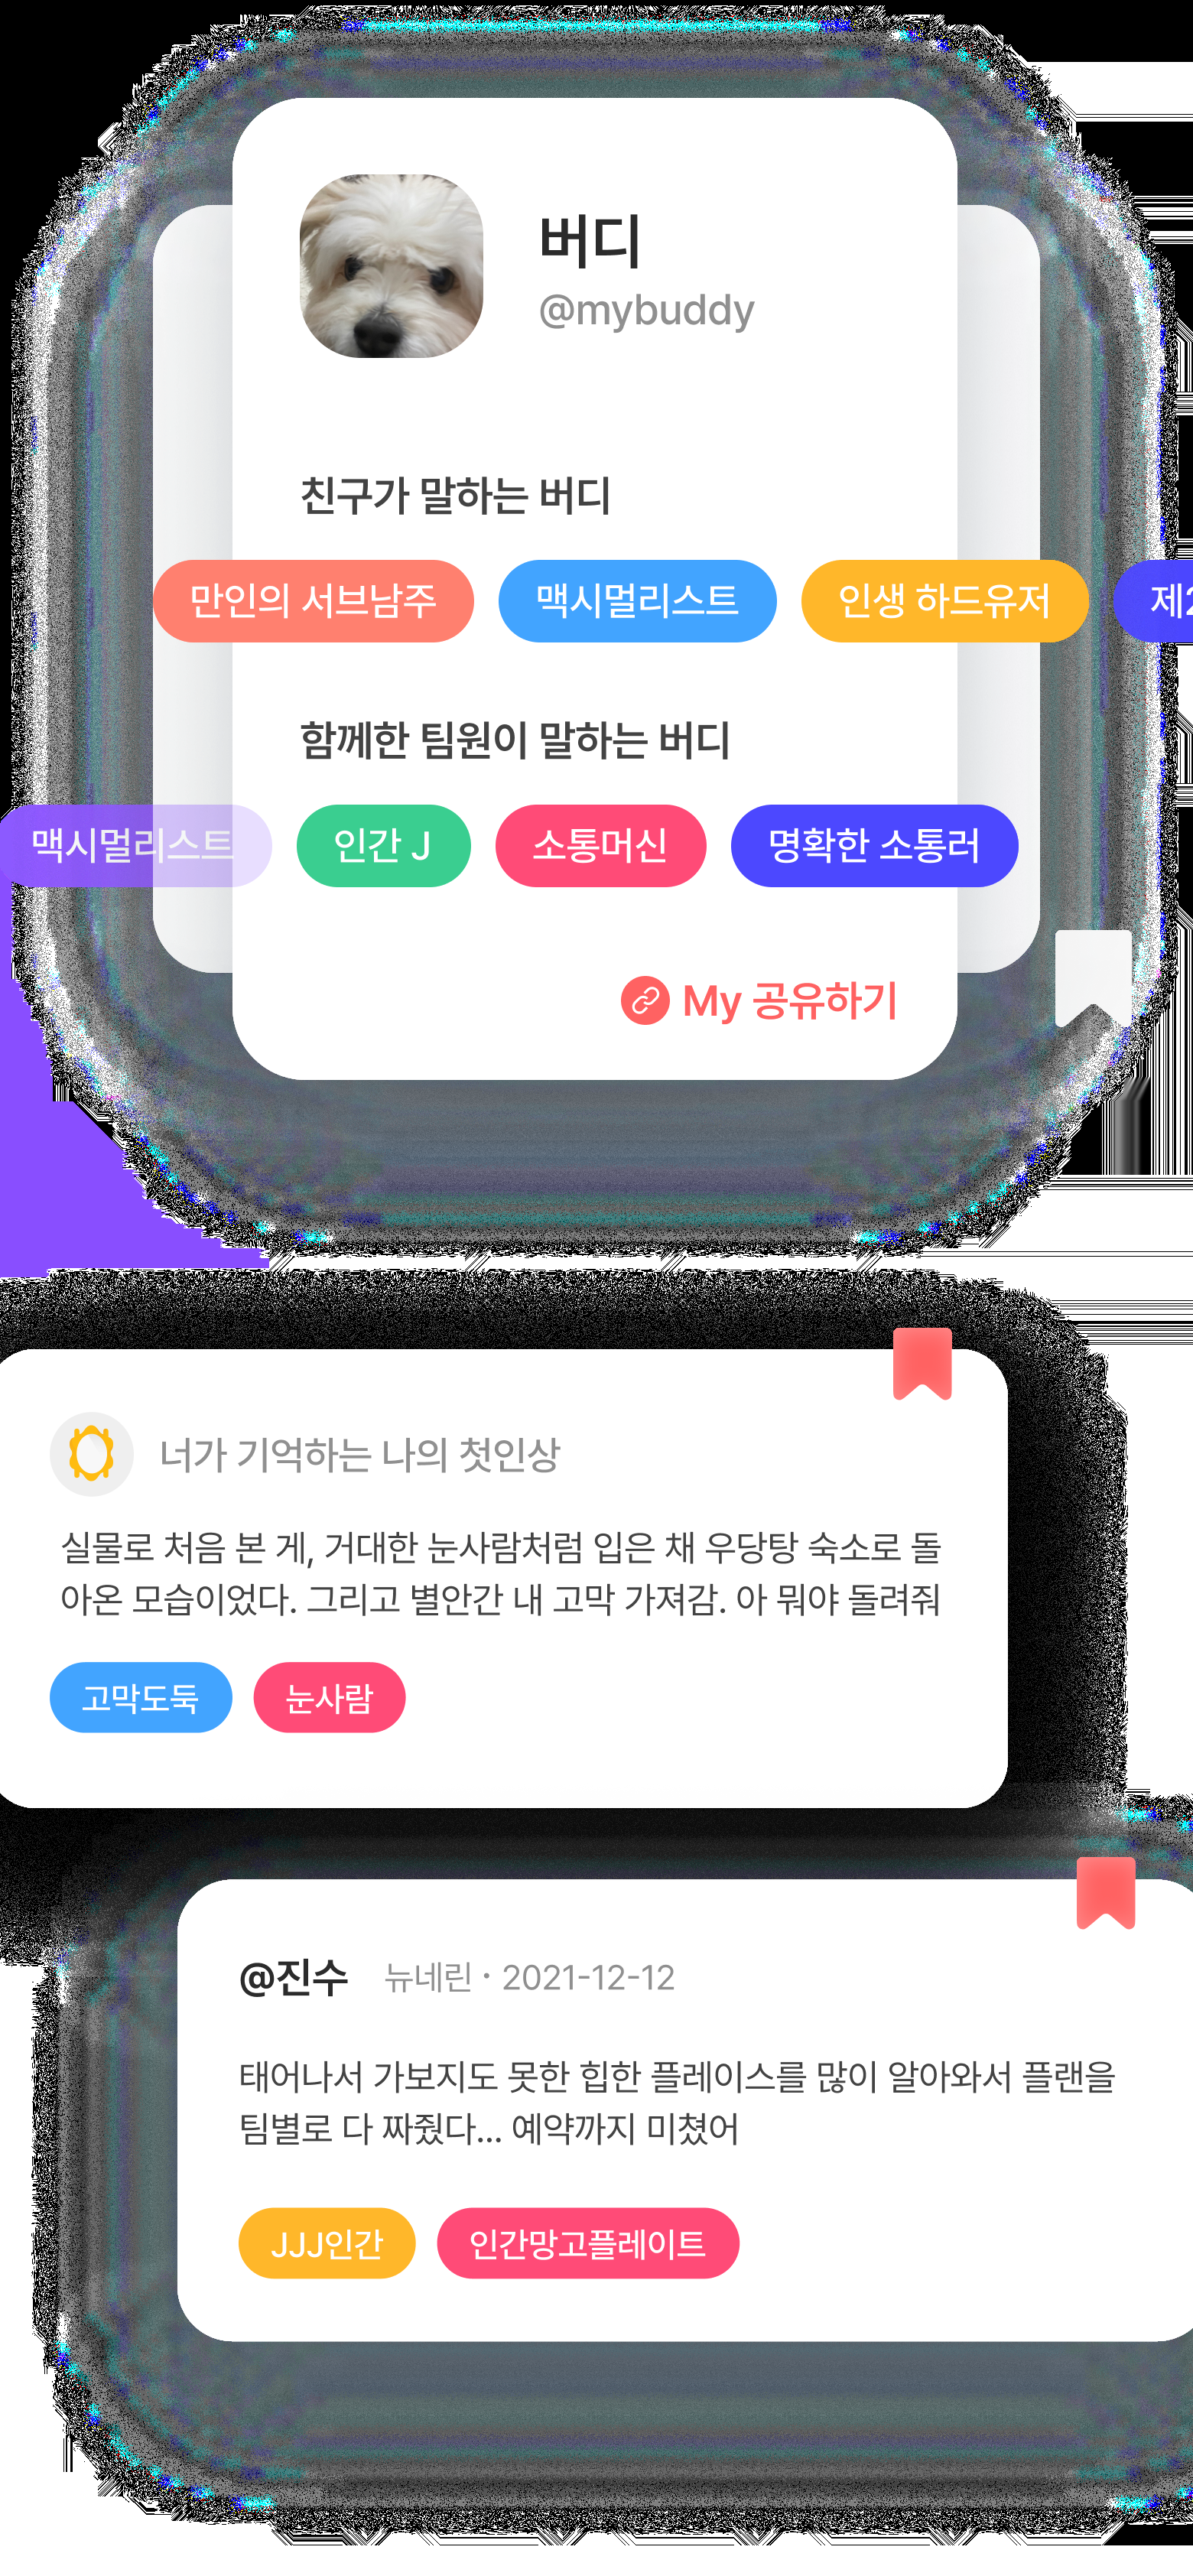 버디
@mybuddy
친구가 말하는 버디
만인의 서브남주 맥시멀리스트 인생 하드유저
함께한 팀원이 말하는 버디
맥시멀리스트 인간 J 소통머신 명확한 소통러
My 공유하기
너가 기억하는 나의 첫인상
실물로 처음 본 게, 거대한 눈사람처럼 입은 채 우당탕 숙소로 돌
아온 모습이었다. 그리고 별안간 내 고막 가져감. 아 뭐야 돌려줘
고막도둑 눈사람
@진수 뉴네린 · 2021-12-12
태어나서 가보지도 못한 힙한 플레이스를 많이 알아와서 플랜을
팀별로 다 짜줬다... 예약까지 미쳤어
JJJ인간 인간망고플레이트